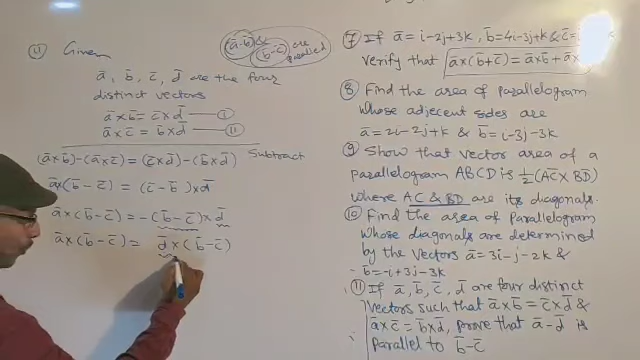 (11) Given
(ā-b̄) &
(b̄-c̄) are
parallel
ā, b̄, c̄, d̄ are the four
distinct vectors
ā×b̄ = c̄×d̄ — (i)
ā×c̄ = b̄×d̄ — (ii)
(ā×b̄)-(ā×c̄) = (c̄×d̄)-(b̄×d̄) Subtract
ā×(b̄-c̄) = (c̄-b̄)×d̄
ā×(b̄-c̄) = -(b̄-c̄)×d̄
ā×(b̄-c̄) = d̄×(b̄-c̄)
(7) If ā = i-2j+3k, b̄=4i-3j+k & c̄=i
verify that ā×(b̄+c̄) = ā×b̄ + ā×
(8) Find the area of parallelogram
whose adjecent sides are
ā=2i-2j+k & b̄=i-3j-3k
(9) Show that vector area of a
parallelogram ABCD is ½(AC×BD)
where AC & BD are its diagonals.
(10) Find the area of Parallelogram
whose diagonals are determined
by the vectors ā=3i-j-2k &
b̄=-i+3j-3k
(11) If ā, b̄, c̄, d̄ are four distinct
Vectors such that ā×b̄ = c̄×d̄ &
ā×c̄ = b̄×d̄, prove that ā-d̄ is
parallel to b̄-c̄